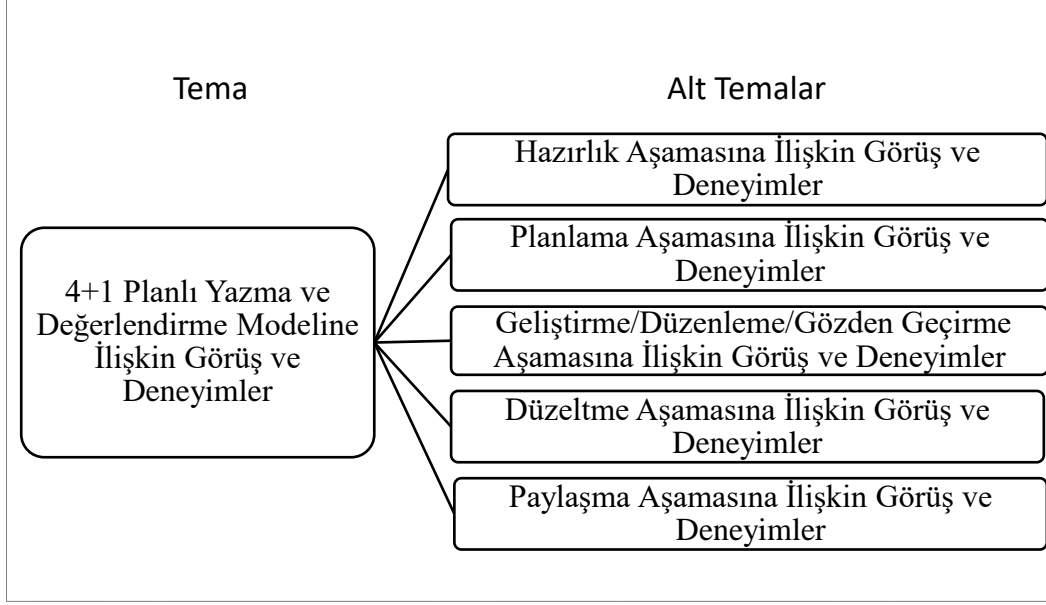 Tema
Alt Temalar
4+1 Planlı Yazma ve
Değerlendirme Modeline
İlişkin Görüş ve
Deneyimler
Hazırlık Aşamasına İlişkin Görüş ve
Deneyimler
Planlama Aşamasına İlişkin Görüş ve
Deneyimler
Geliştirme/Düzenleme/Gözden Geçirme
Aşamasına İlişkin Görüş ve Deneyimler
Düzeltme Aşamasına İlişkin Görüş ve
Deneyimler
Paylaşma Aşamasına İlişkin Görüş ve
Deneyimler